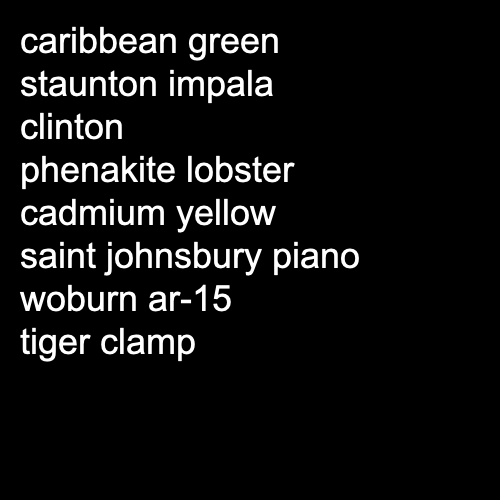 caribbean green
staunton impala
clinton
phenakite lobster
cadmium yellow
saint johnsbury piano
woburn ar-15
tiger clamp